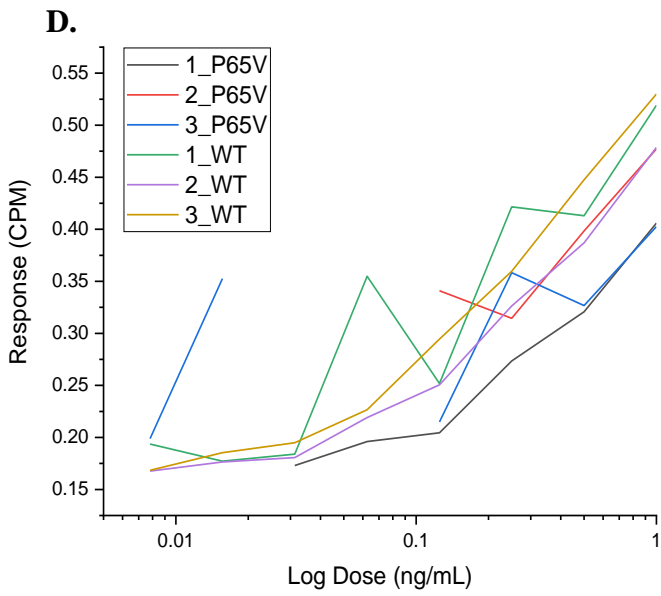 D.
1_P65V
2_P65V
3_P65V
1_WT
2_WT
3_WT
Response (CPM)
0.55
0.50
0.45
0.40
0.35
0.30
0.25
0.20
0.15
0.01
0.1
1
Log Dose (ng/mL)